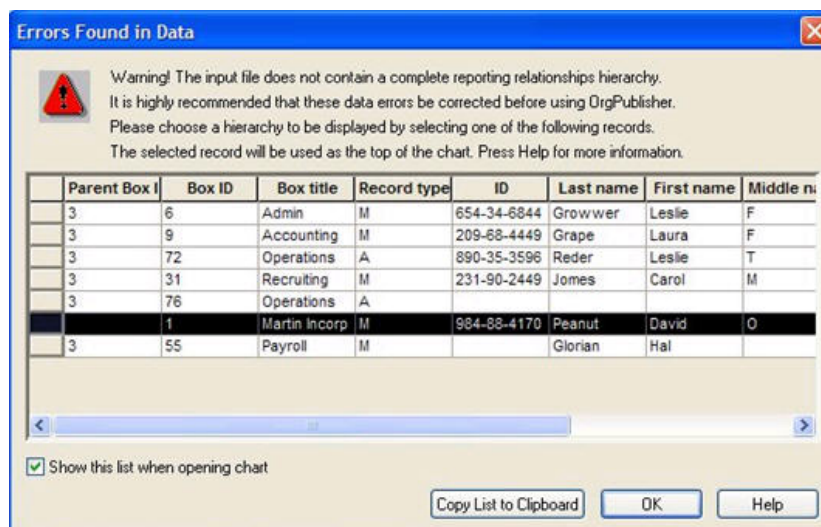 Errors Found in Data
Warning! The input file does not contain a complete reporting relationships hierarchy.
It is highly recommended that these data errors be corrected before using OrgPublisher.
Please choose a hierarchy to be displayed by selecting one of the following records.
The selected record will be used as the top of the chart. Press Help for more information.
Parent Box I Box ID Box title Record type ID Last name First name Middle na
3 6 Admin M 654-34-6844 Growwer Leslie F
3 9 Accounting M 209-68-4449 Grape Laura F
3 72 Operations A 890-35-3596 Reder Leslie T
3 31 Recruiting M 231-90-2449 Jomes Carol M
3 76 Operations A
1 Martin Incorp M 984-88-4170 Peanut David O
3 55 Payroll M Glorian Hal
Show this list when opening chart
Copy List to Clipboard OK Help